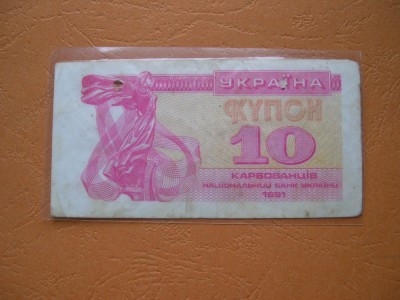 УКРАЇНА
КУПОН
10
КАРБОВАНЦІВ
НАЦІОНАЛЬНИЙ БАНК УКРАЇНИ
1991